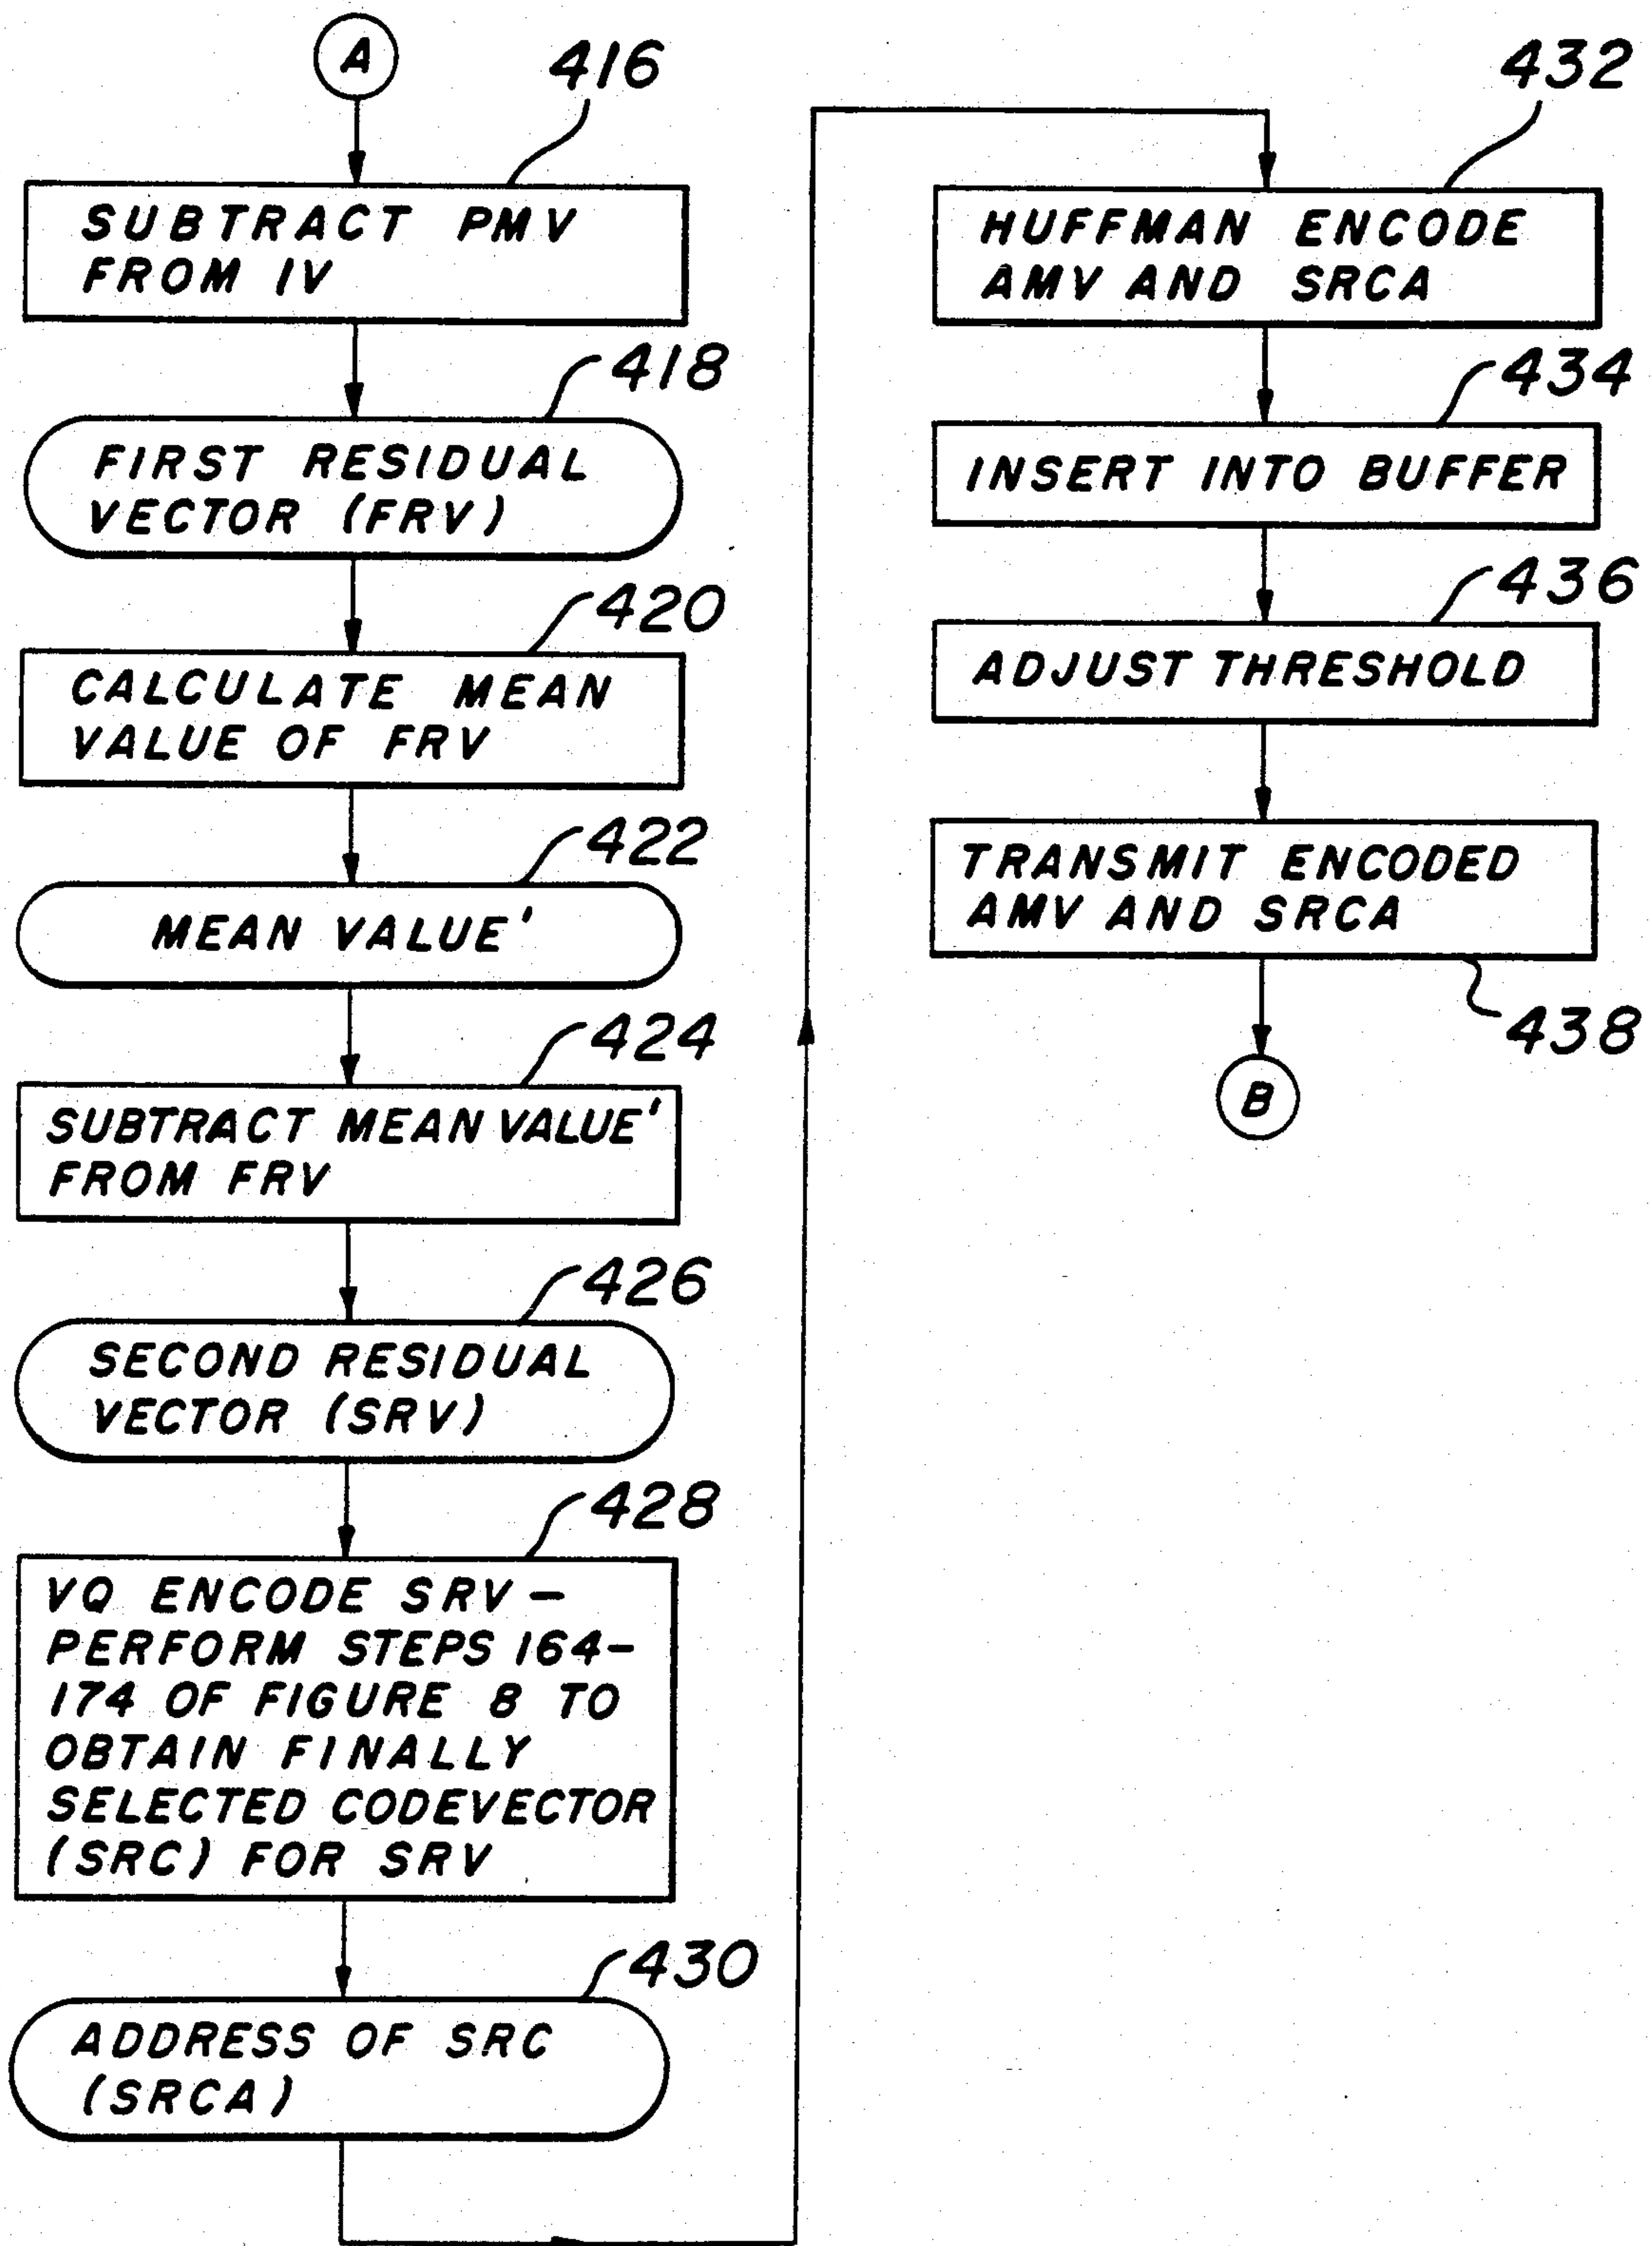 A
416
SUBTRACT PMV
FROM IV
418
FIRST RESIDUAL
VECTOR (FRV)
420
CALCULATE MEAN
VALUE OF FRV
422
MEAN VALUE'
424
SUBTRACT MEAN VALUE'
FROM FRV
426
SECOND RESIDUAL
VECTOR (SRV)
428
VQ ENCODE SRV –
PERFORM STEPS 164-
174 OF FIGURE 8 TO
OBTAIN FINALLY
SELECTED CODEVECTOR
(SRC) FOR SRV
430
ADDRESS OF SRC
(SRCA)
432
HUFFMAN ENCODE
AMV AND SRCA
434
INSERT INTO BUFFER
436
ADJUST THRESHOLD
TRANSMIT ENCODED
AMV AND SRCA
438
B